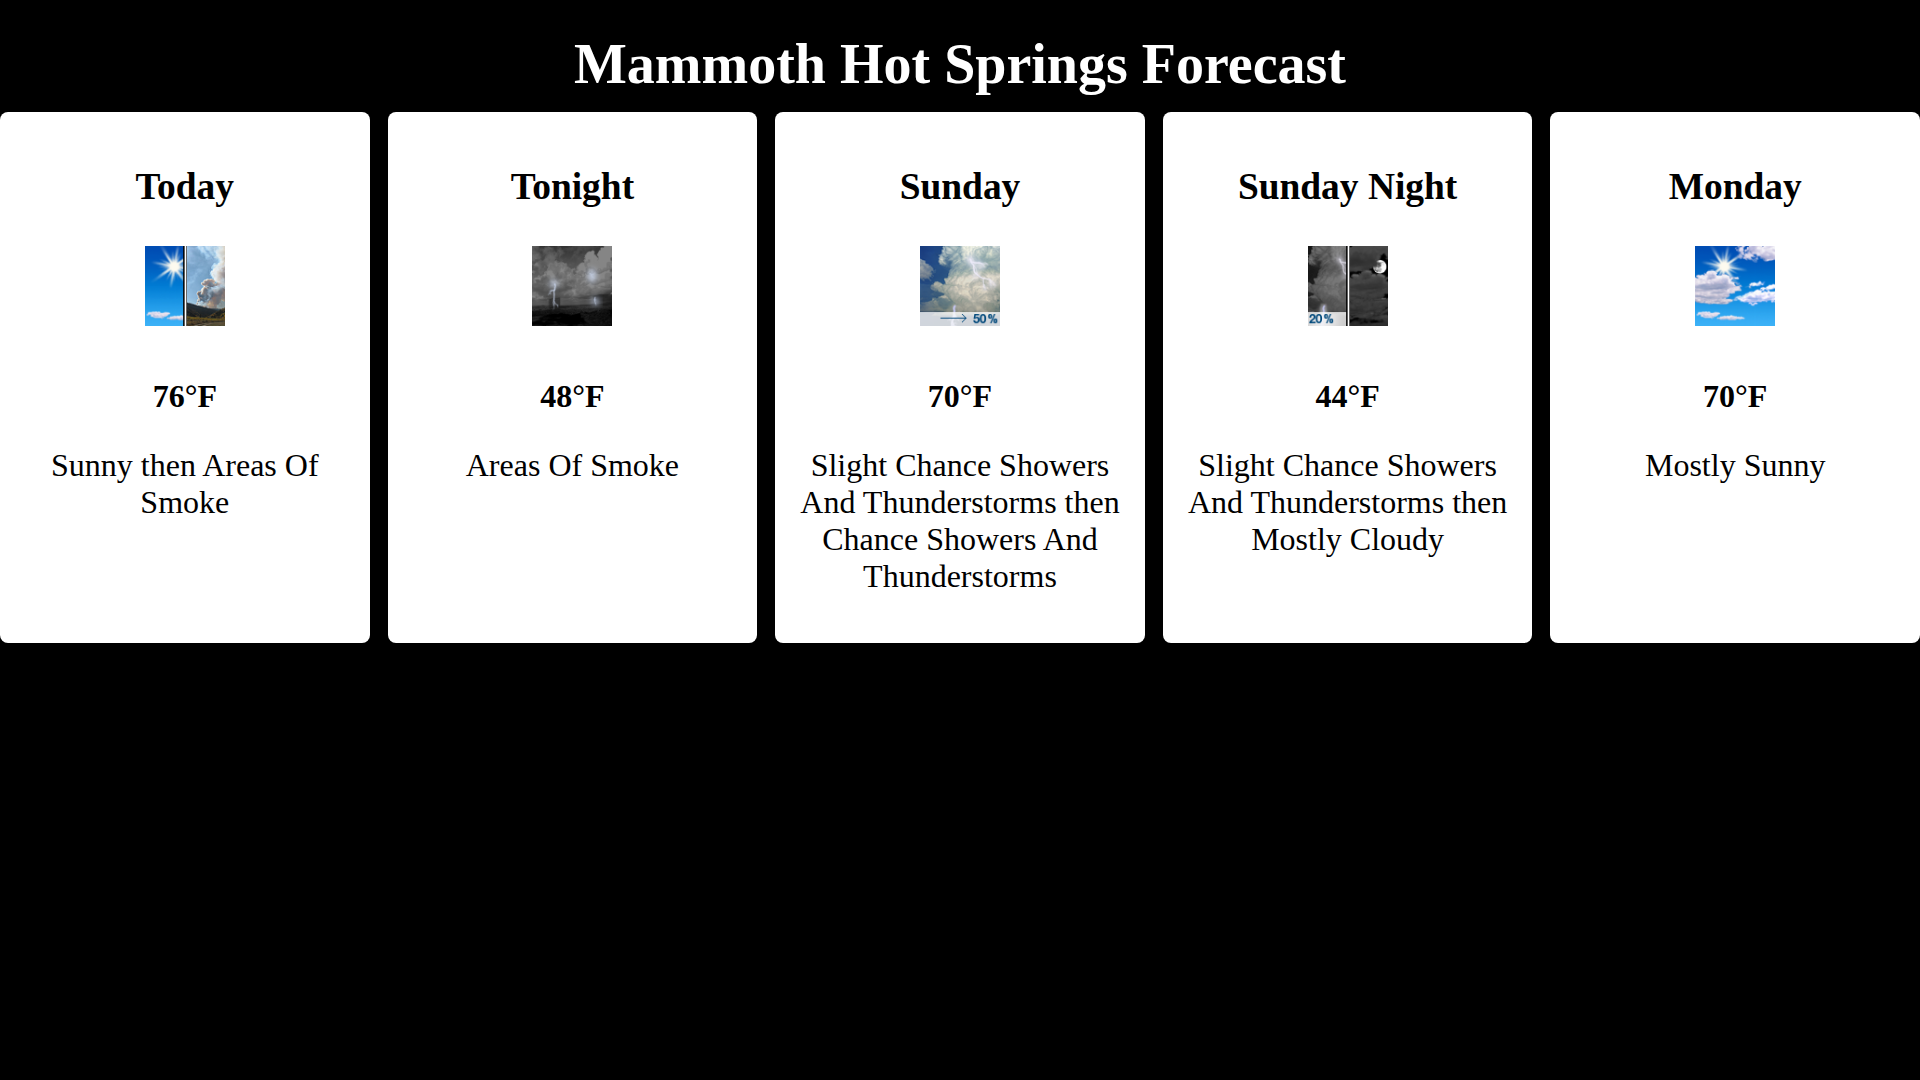 Mammoth Hot Springs Forecast
Today
76°F
Sunny then Areas Of
Smoke
Tonight
48°F
Areas Of Smoke
Sunday
50%
70°F
Slight Chance Showers
And Thunderstorms then
Chance Showers And
Thunderstorms
Sunday Night
20%
44°F
Slight Chance Showers
And Thunderstorms then
Mostly Cloudy
Monday
70°F
Mostly Sunny